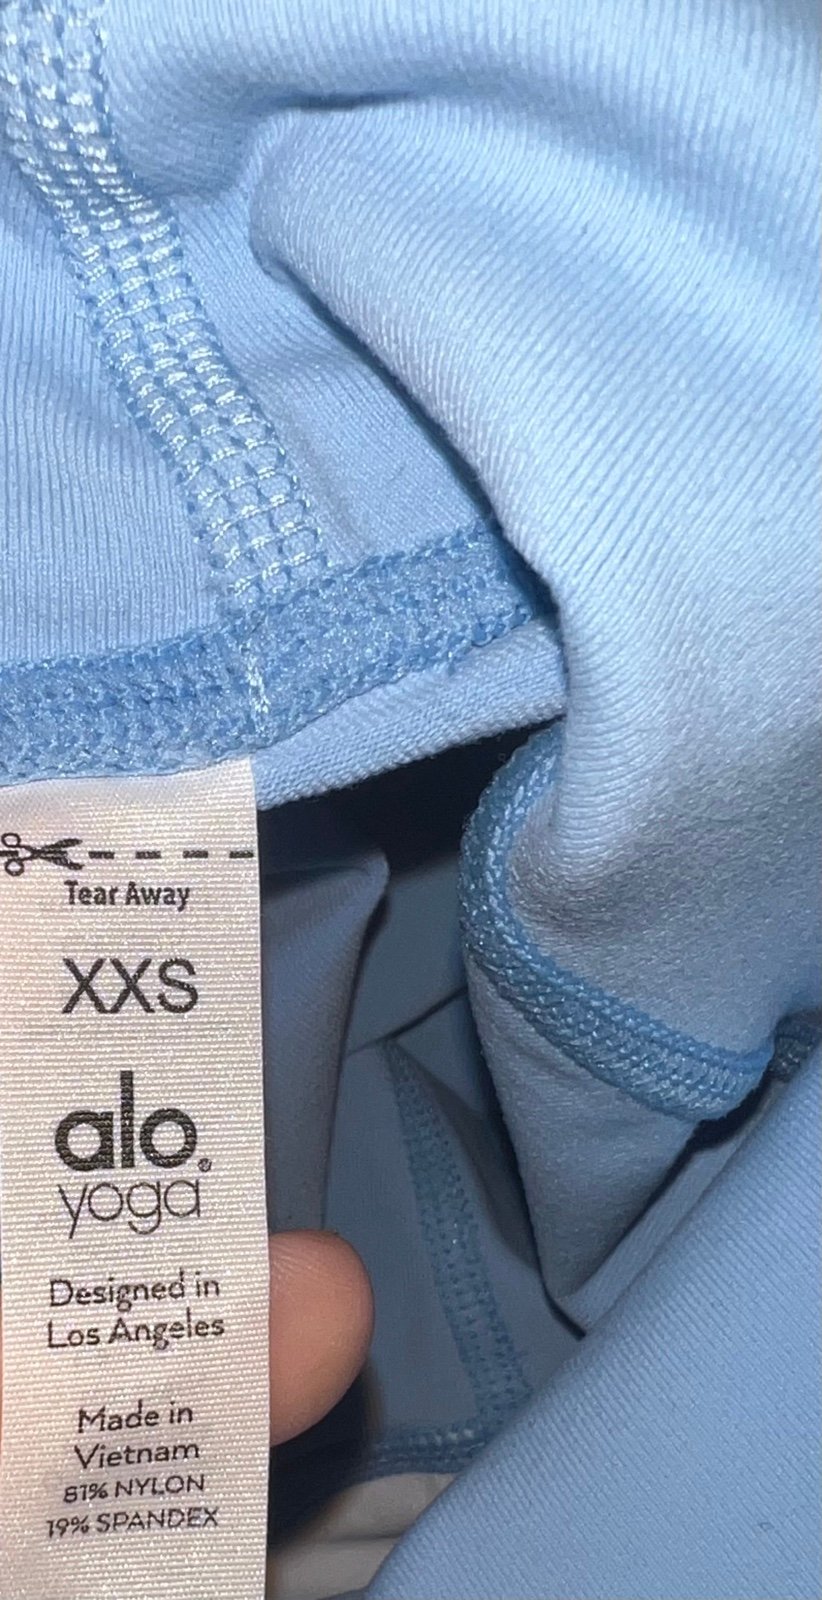 Tear Away
XXS
alo®
yoga
Designed in
Los Angeles
Made in
Vietnam
81% NYLON
19% SPANDEX